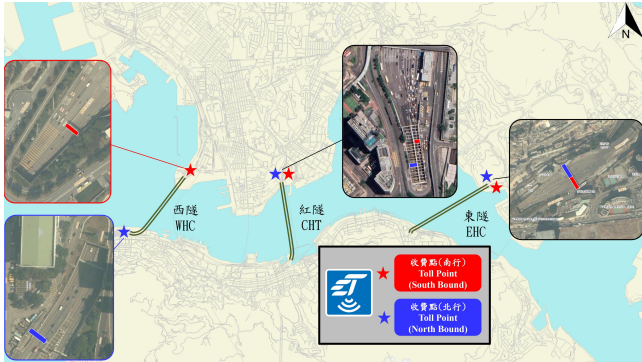 N
西隧
WHC
紅隧
CHT
東隧
EHC
收費點(南行)
Toll Point
(South Bound)
收費點(北行)
Toll Point
(North Bound)